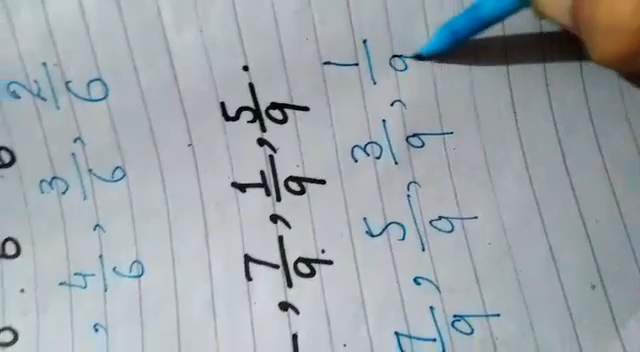 , 4/6, 3/6, 2/6
, 7/9, 1/9, 5/9.
7/9, 5/9, 3/9, 1/9